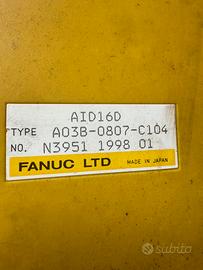 AID16D
TYPE A03B-0807-C104
NO. N3951 1998 01
FANUC LTD MADE IN JAPAN
subito